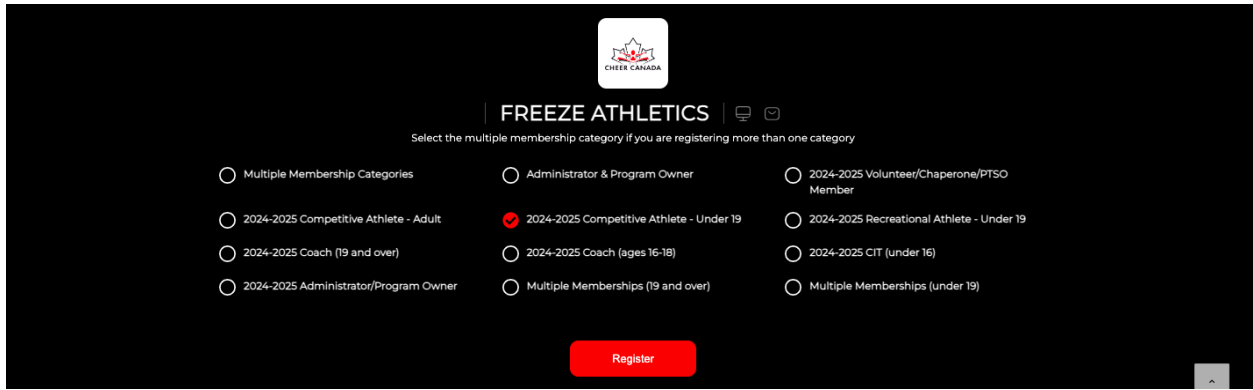 CHEER CANADA
FREEZE ATHLETICS
Select the multiple membership category if you are registering more than one category
Multiple Membership Categories
Administrator & Program Owner
2024-2025 Volunteer/Chaperone/PTSO
Member
2024-2025 Competitive Athlete - Adult
2024-2025 Competitive Athlete - Under 19
2024-2025 Recreational Athlete - Under 19
2024-2025 Coach (19 and over)
2024-2025 Coach (ages 16-18)
2024-2025 CIT (under 16)
2024-2025 Administrator/Program Owner
Multiple Memberships (19 and over)
Multiple Memberships (under 19)
Register